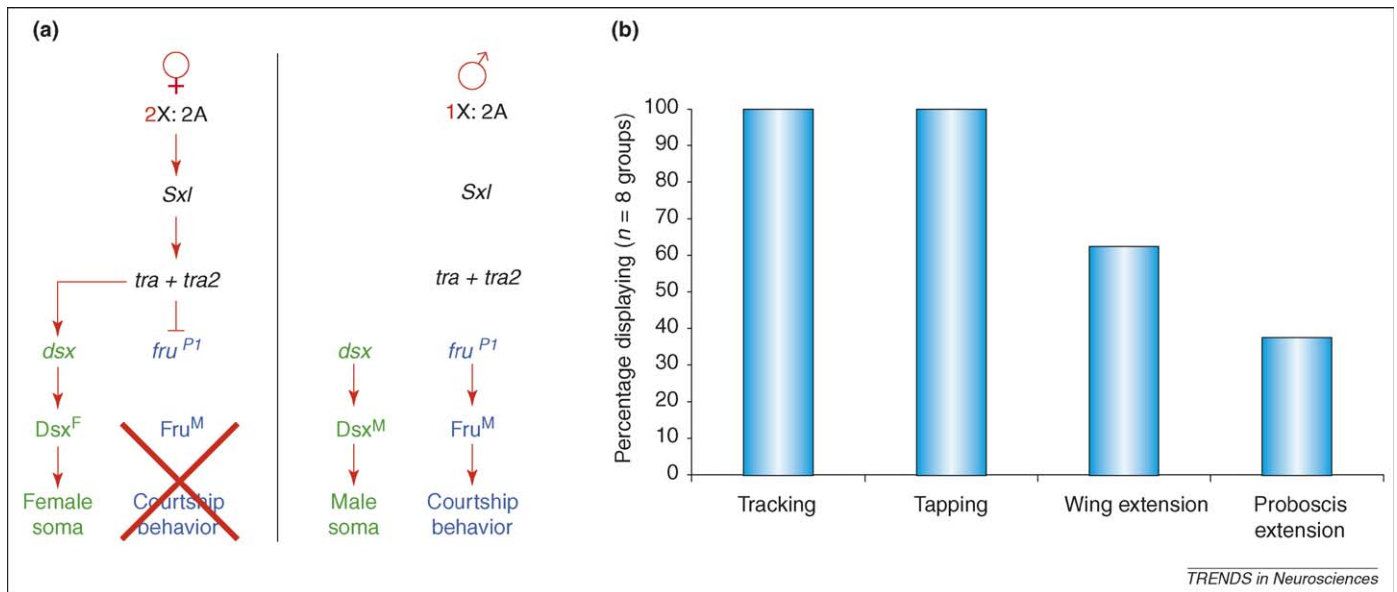 (a)
♀
2X: 2A
Sxl
tra + tra2
dsx
fru P1
DsxF
FruM
Female
soma
Courtship
behavior
♂
1X: 2A
Sxl
tra + tra2
dsx
fru P1
DsxM
FruM
Male
soma
Courtship
behavior
(b)
Percentage displaying (n = 8 groups)
100
90
80
70
60
50
40
30
20
10
0
Tracking
Tapping
Wing extension
Proboscis
extension
TRENDS in Neurosciences